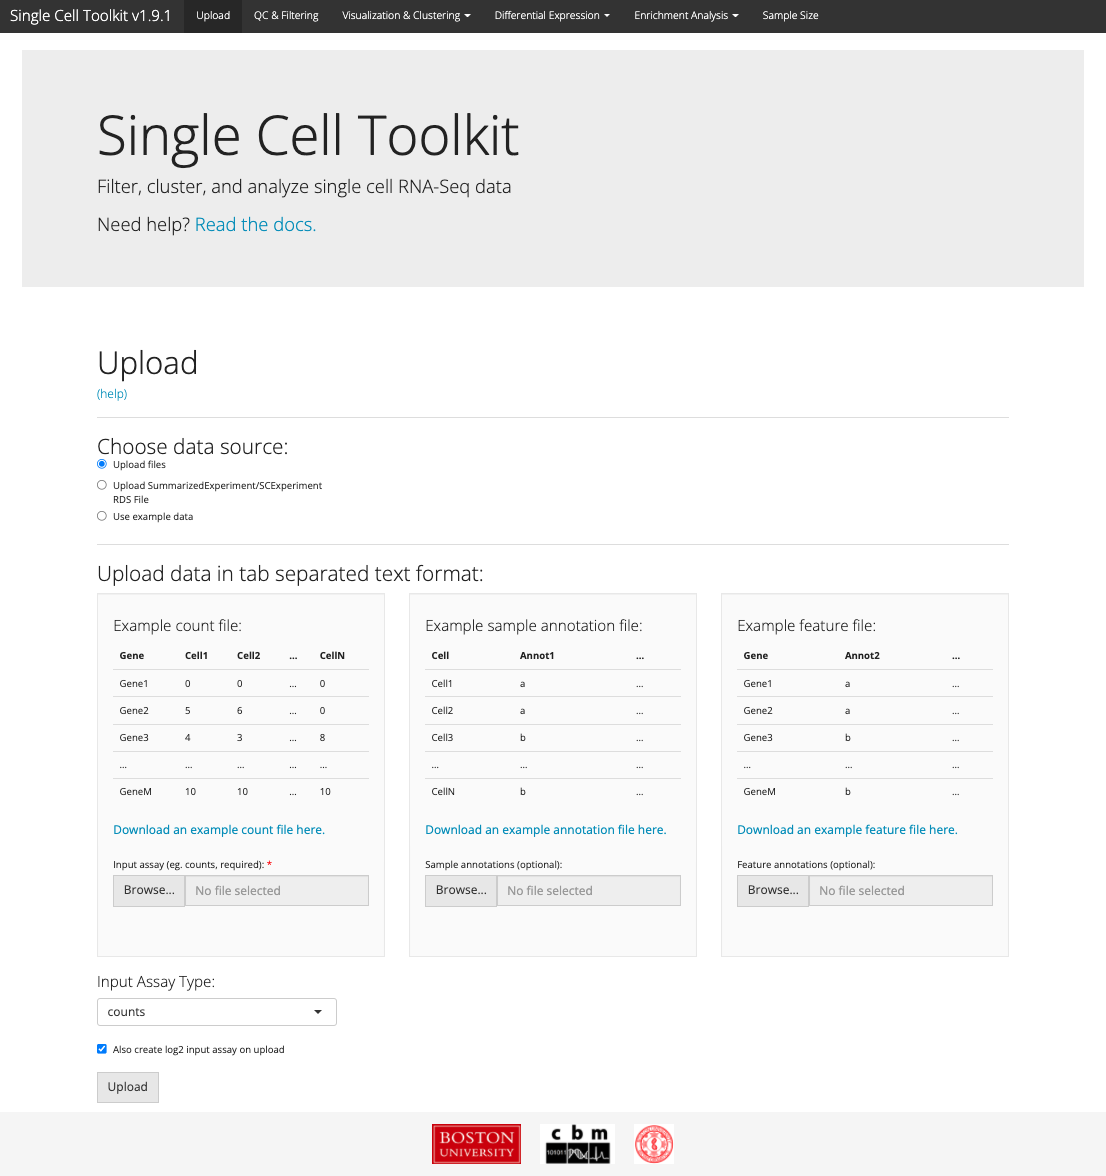 Single Cell Toolkit v1.9.1 Upload QC & Filtering Visualization & Clustering Differential Expression Enrichment Analysis Sample Size
Single Cell Toolkit
Filter, cluster, and analyze single cell RNA-Seq data
Need help? Read the docs.
Upload
(help)
Choose data source:
Upload files
Upload SummarizedExperiment/SCExperiment
RDS File
Use example data
Upload data in tab separated text format:
Example count file:
Gene Cell1 Cell2 ... CellN
Gene1 0 0 ... 0
Gene2 5 6 ... 0
Gene3 4 3 ... 8
... ... ... ... ...
GeneM 10 10 ... 10
Download an example count file here.
Input assay (eg. counts, required): *
Browse... No file selected
Example sample annotation file:
Cell Annot1 ...
Cell1 a ...
Cell2 a ...
Cell3 b ...
... ... ...
CellN b ...
Download an example annotation file here.
Sample annotations (optional):
Browse... No file selected
Example feature file:
Gene Annot2 ...
Gene1 a ...
Gene2 a ...
Gene3 b ...
... ... ...
GeneM b ...
Download an example feature file here.
Feature annotations (optional):
Browse... No file selected
Input Assay Type:
counts
Also create log2 input assay on upload
Upload
BOSTON
UNIVERSITY
cbm